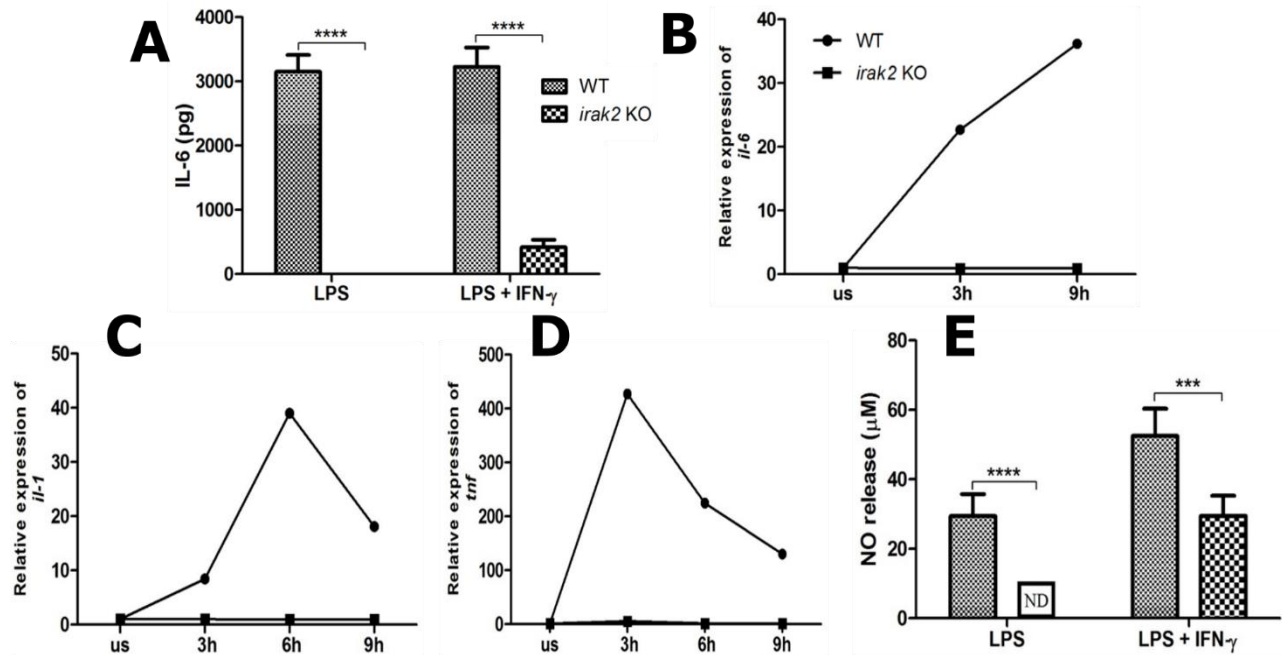 A
4000
3000
2000
1000
0
IL-6 (pg)
****
****
WT
irak2 KO
LPS
LPS + IFN-γ
B
40
30
20
10
0
Relative expression of
il-6
WT
irak2 KO
us
3h
9h
C
50
40
30
20
10
0
Relative expression of
il-1
us
3h
6h
9h
D
500
400
300
200
100
0
Relative expression of
tnf
us
3h
6h
9h
E
80
60
40
20
0
NO release (µM)
****
***
ND
LPS
LPS + IFN-γ